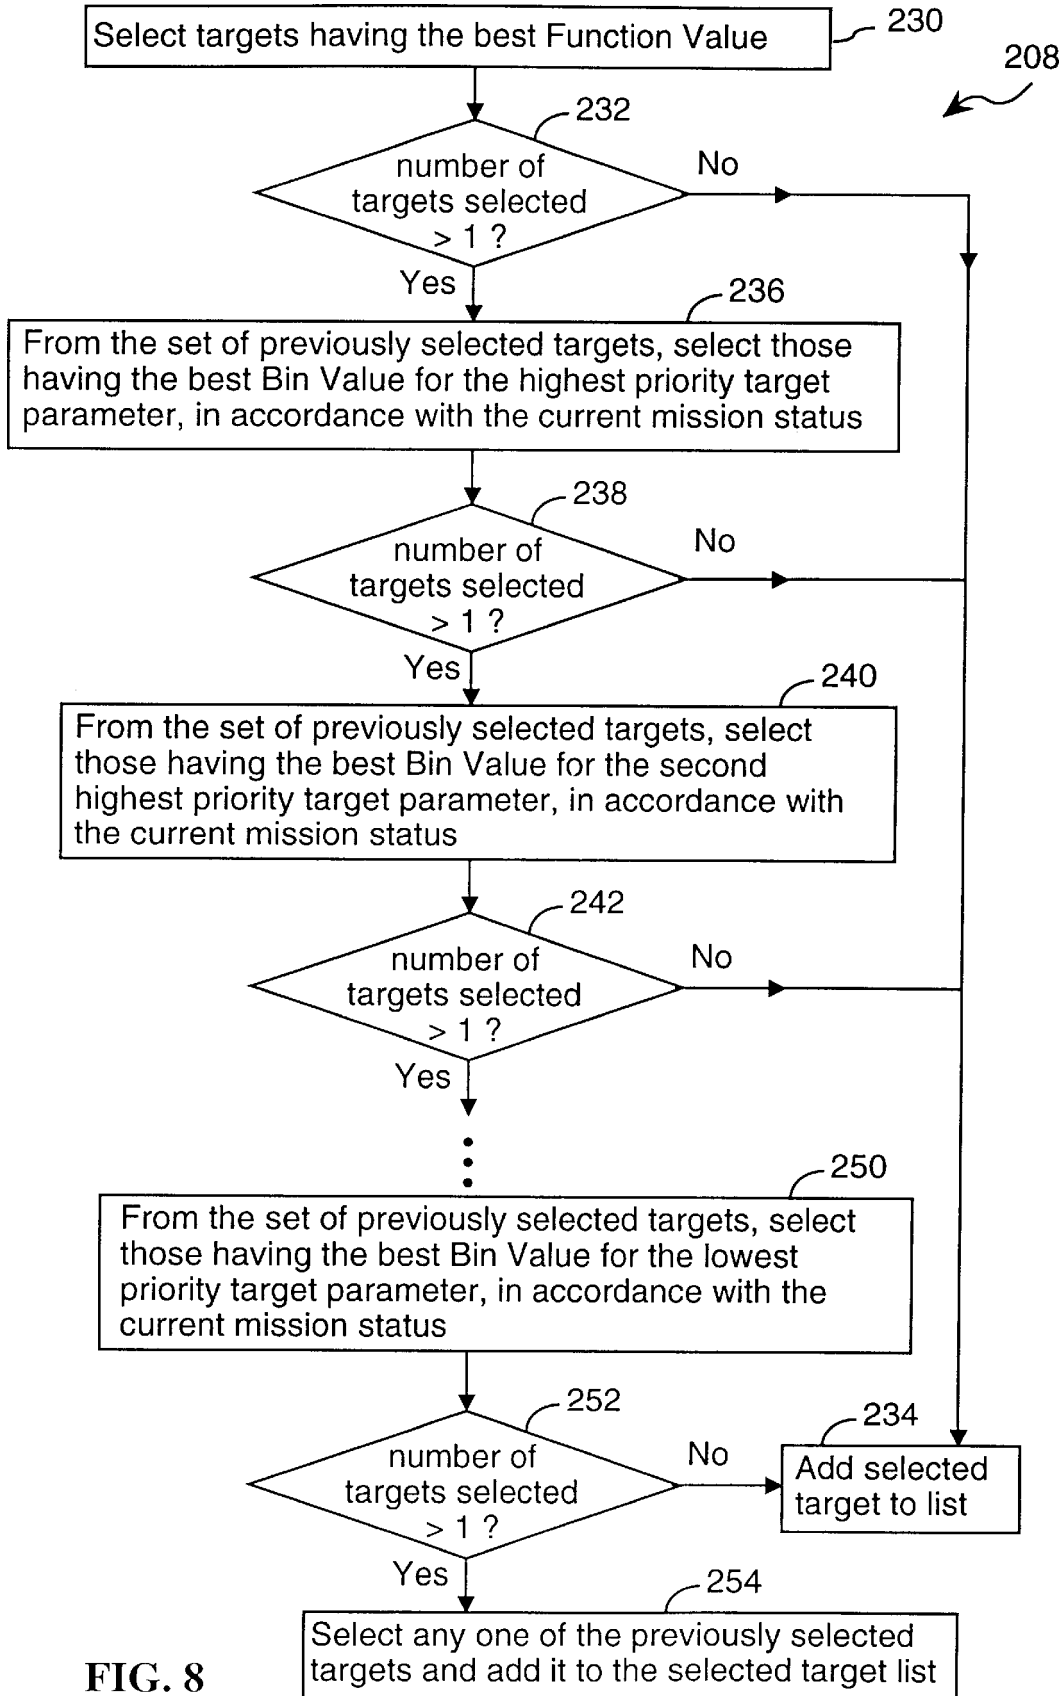 Select targets having the best Function Value
230
208
232
number of
targets selected
> 1 ?
No
Yes
236
From the set of previously selected targets, select those
having the best Bin Value for the highest priority target
parameter, in accordance with the current mission status
238
number of
targets selected
> 1 ?
No
Yes
240
From the set of previously selected targets, select
those having the best Bin Value for the second
highest priority target parameter, in accordance with
the current mission status
242
number of
targets selected
> 1 ?
No
Yes
250
From the set of previously selected targets, select
those having the best Bin Value for the lowest
priority target parameter, in accordance with the
current mission status
252
number of
targets selected
> 1 ?
No
234
Add selected
target to list
Yes
254
Select any one of the previously selected
targets and add it to the selected target list
FIG. 8